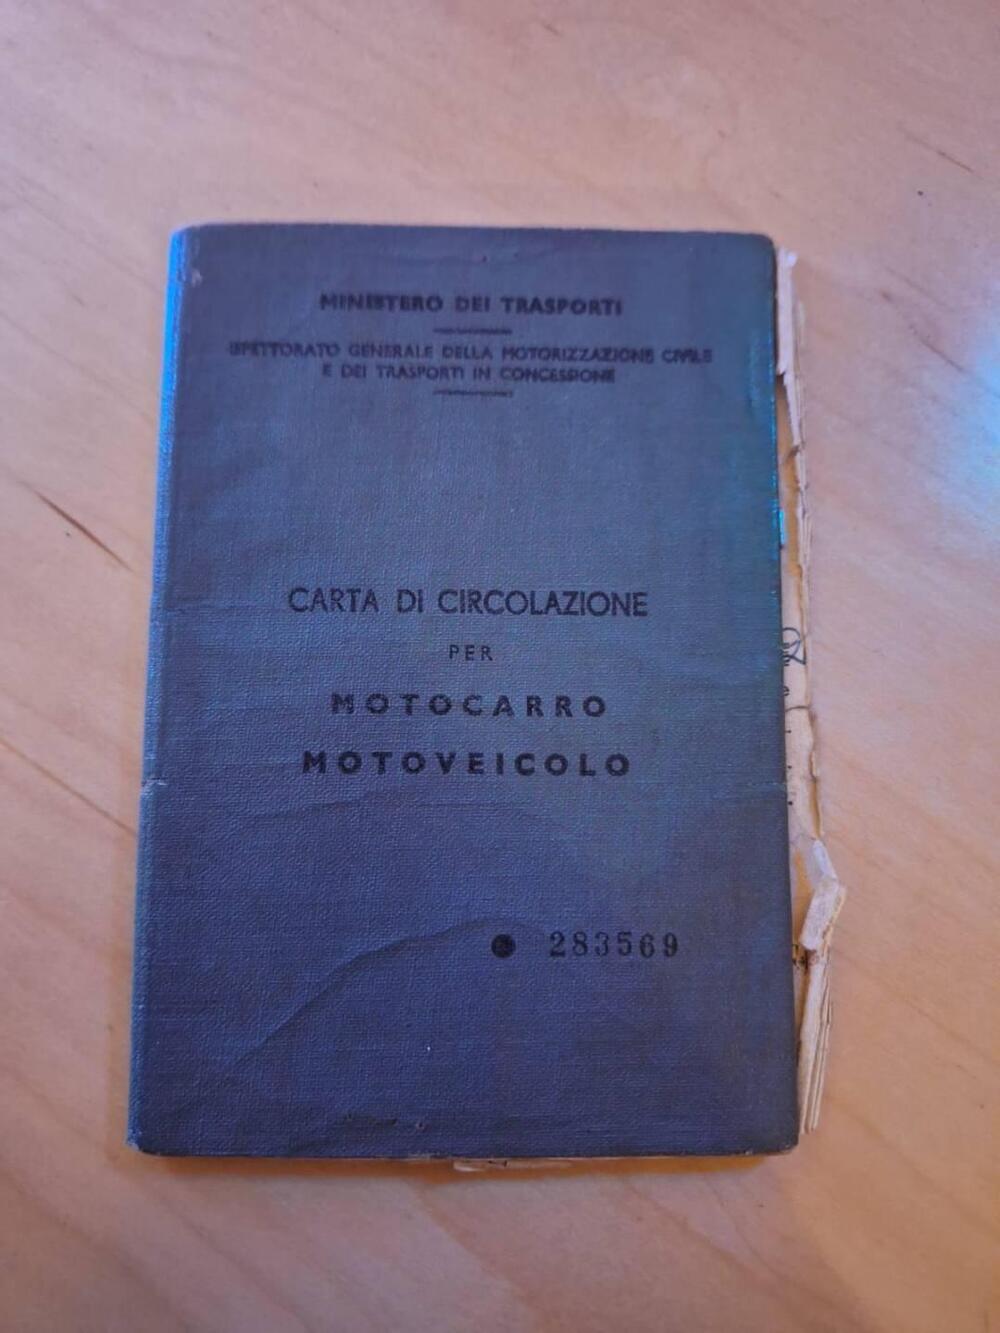 MINISTERO DEI TRASPORTI
ISPETTORATO GENERALE DELLA MOTORIZZAZIONE CIVILE
E DEI TRASPORTI IN CONCESSIONE
CARTA DI CIRCOLAZIONE
PER
MOTOCARRO
MOTOVEICOLO
● 283569